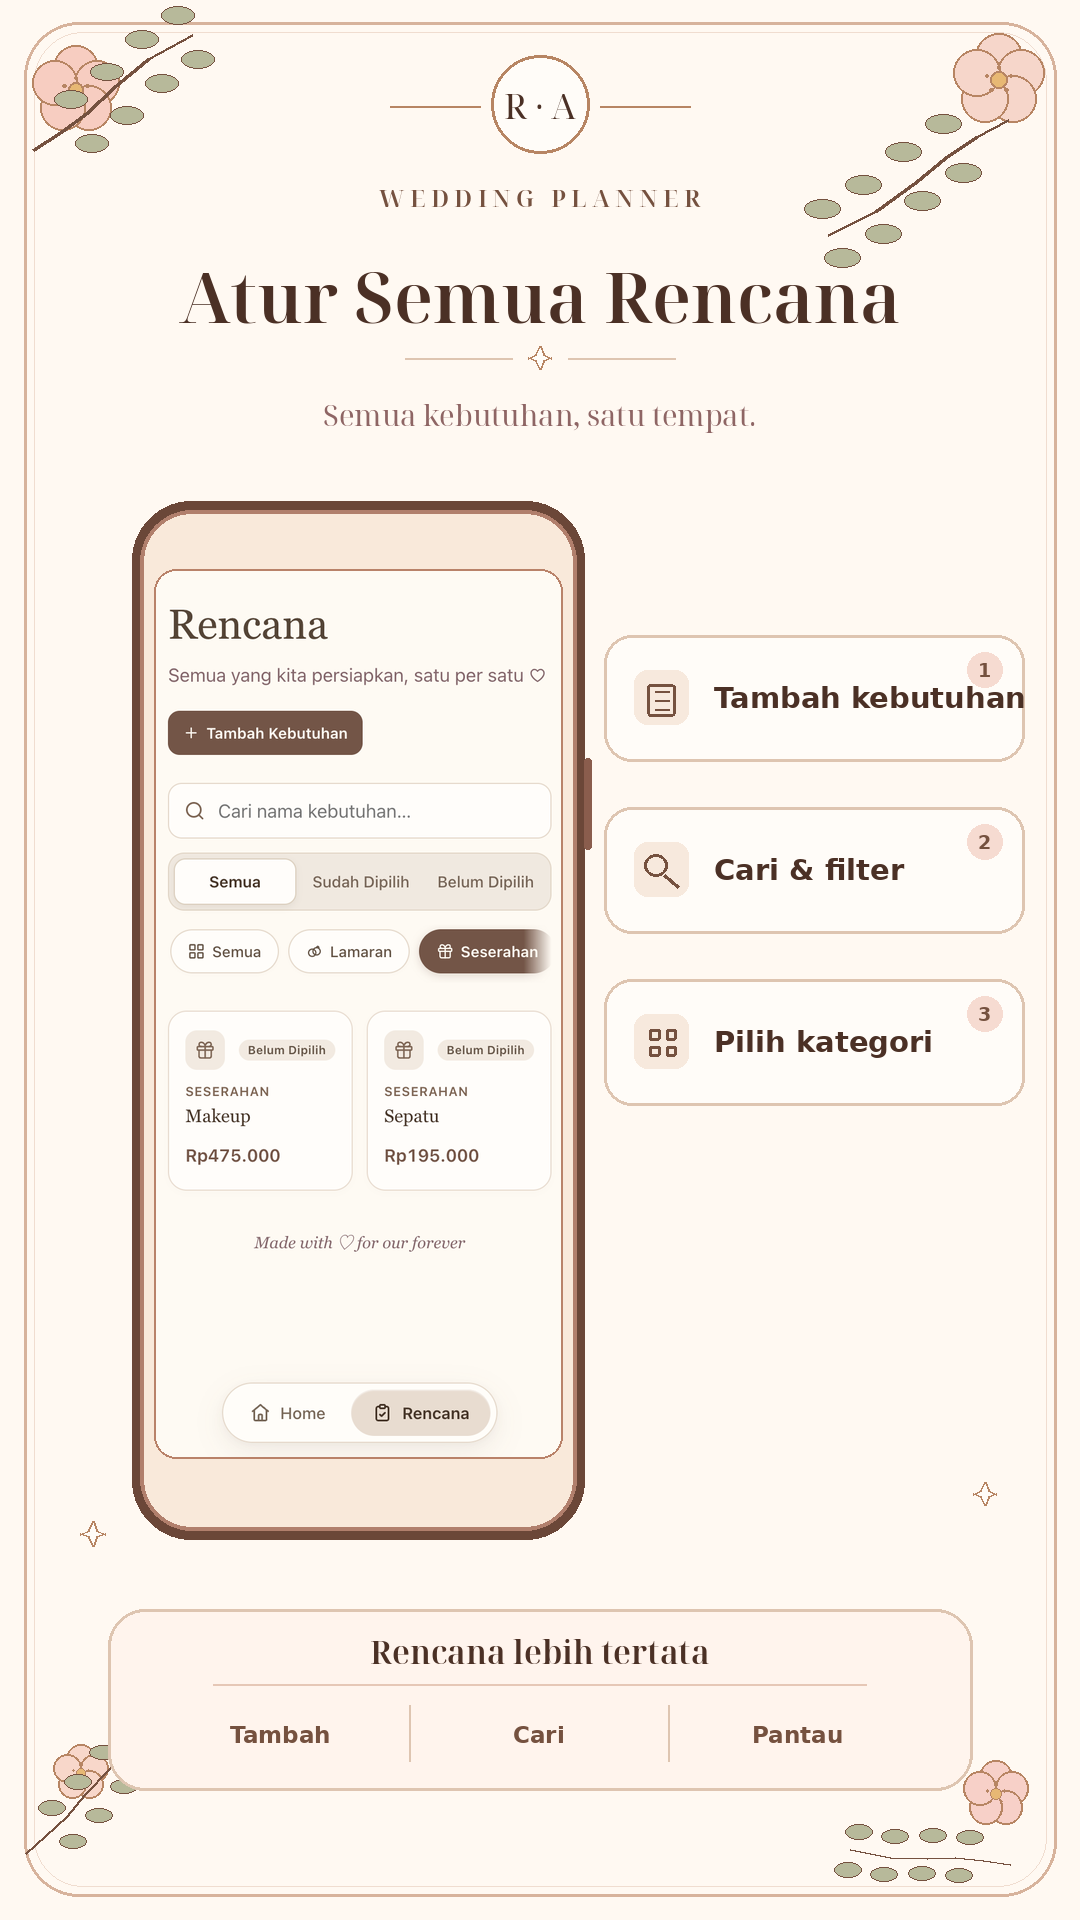 R · A
WEDDING PLANNER
Atur Semua Rencana
Semua kebutuhan, satu tempat.
Rencana
Semua yang kita persiapkan, satu per satu ♡
+ Tambah Kebutuhan
Cari nama kebutuhan...
Semua Sudah Dipilih Belum Dipilih
Semua Lamaran Seserahan
Belum Dipilih Belum Dipilih
SESERAHAN SESERAHAN
Makeup Sepatu
Rp475.000 Rp195.000
Made with ♡ for our forever
Home Rencana
1
Tambah kebutuhan
2
Cari & filter
3
Pilih kategori
Rencana lebih tertata
Tambah Cari Pantau